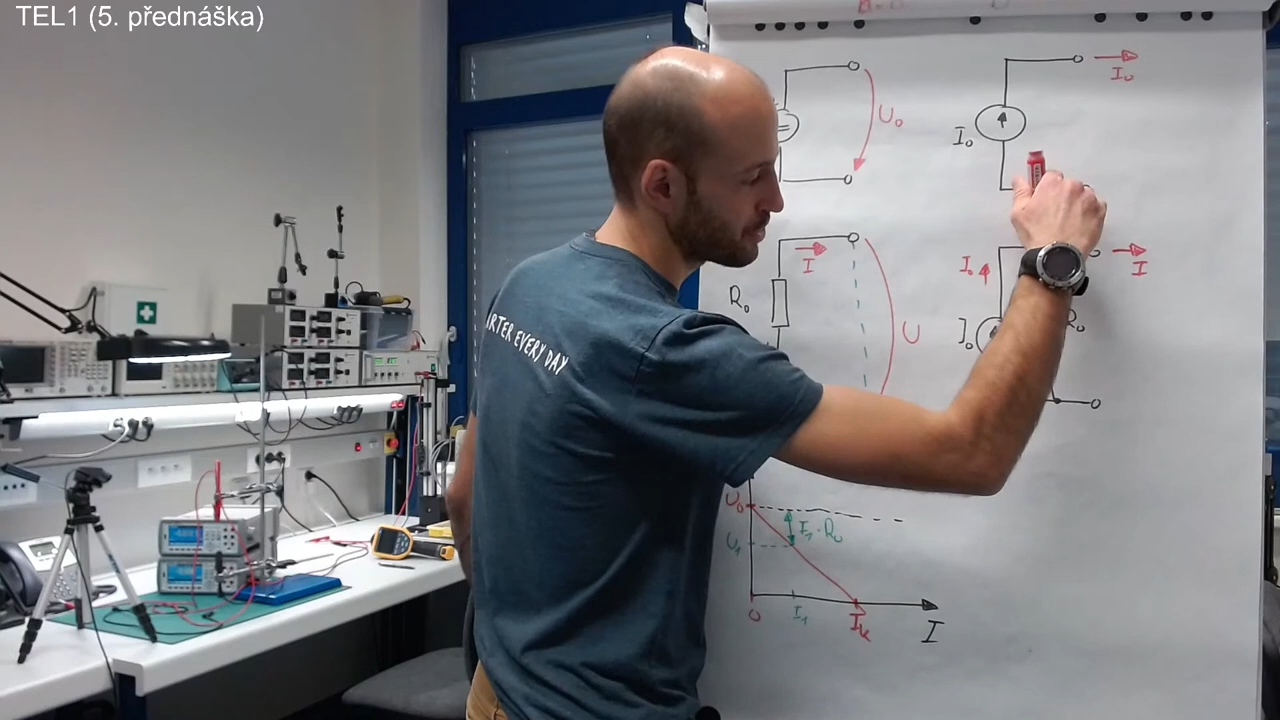 TEL1 (5. přednáška)
U₀
I₀
I₀
I
R₀
U
I₀
I
I₀
R₀
ARTER EVERY DAY
U₀
I₁·R₀
U₁
0
I₁
Iₖ
I